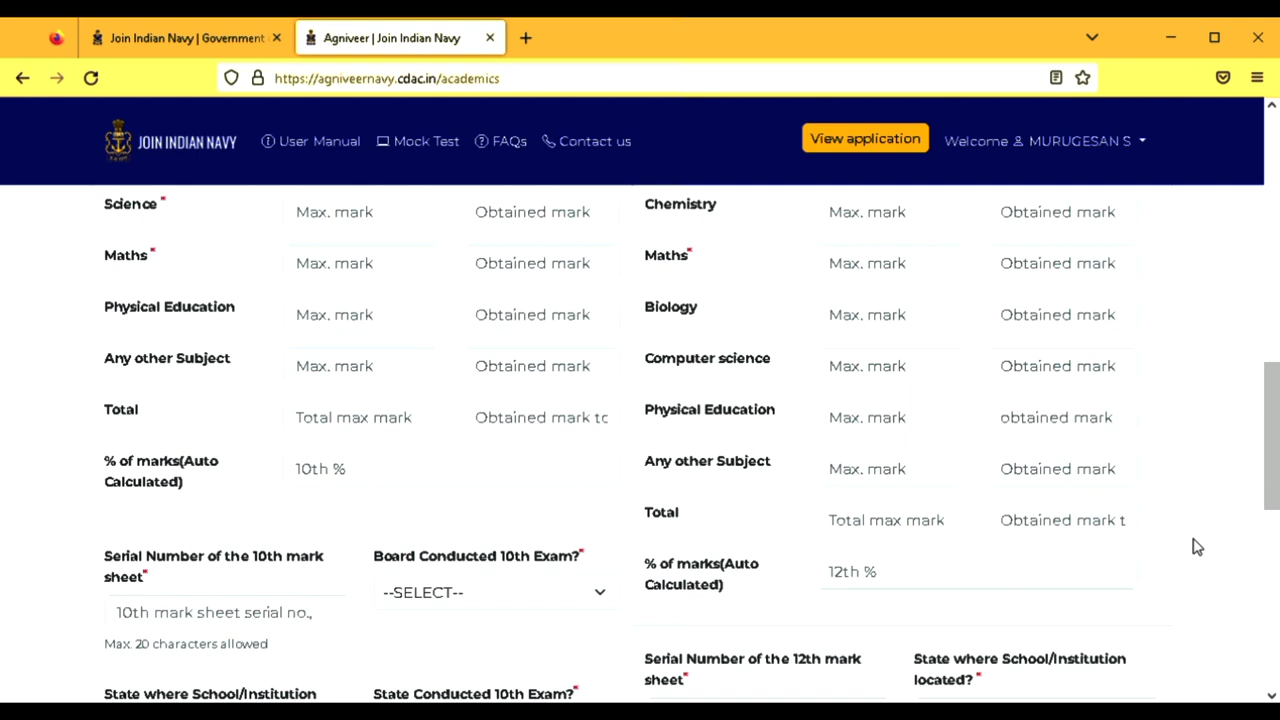 Join Indian Navy | Government
Agniveer | Join Indian Navy
https://agniveernavy.cdac.in/academics
JOIN INDIAN NAVY
User Manual
Mock Test
FAQs
Contact us
View application
Welcome MURUGESAN S
Science *
Max. mark
Obtained mark
Maths *
Max. mark
Obtained mark
Physical Education
Max. mark
Obtained mark
Any other Subject
Max. mark
Obtained mark
Total
Total max mark
Obtained mark to
% of marks(Auto
Calculated)
10th %
Serial Number of the 10th mark
sheet*
10th mark sheet serial no.,
Max. 20 characters allowed
Board Conducted 10th Exam?*
--SELECT--
State where School/Institution
State Conducted 10th Exam?*
Chemistry
Max. mark
Obtained mark
Maths*
Max. mark
Obtained mark
Biology
Max. mark
Obtained mark
Computer science
Max. mark
Obtained mark
Physical Education
Max. mark
obtained mark
Any other Subject
Max. mark
Obtained mark
Total
Total max mark
Obtained mark t
% of marks(Auto
Calculated)
12th %
Serial Number of the 12th mark
sheet*
State where School/Institution
located? *